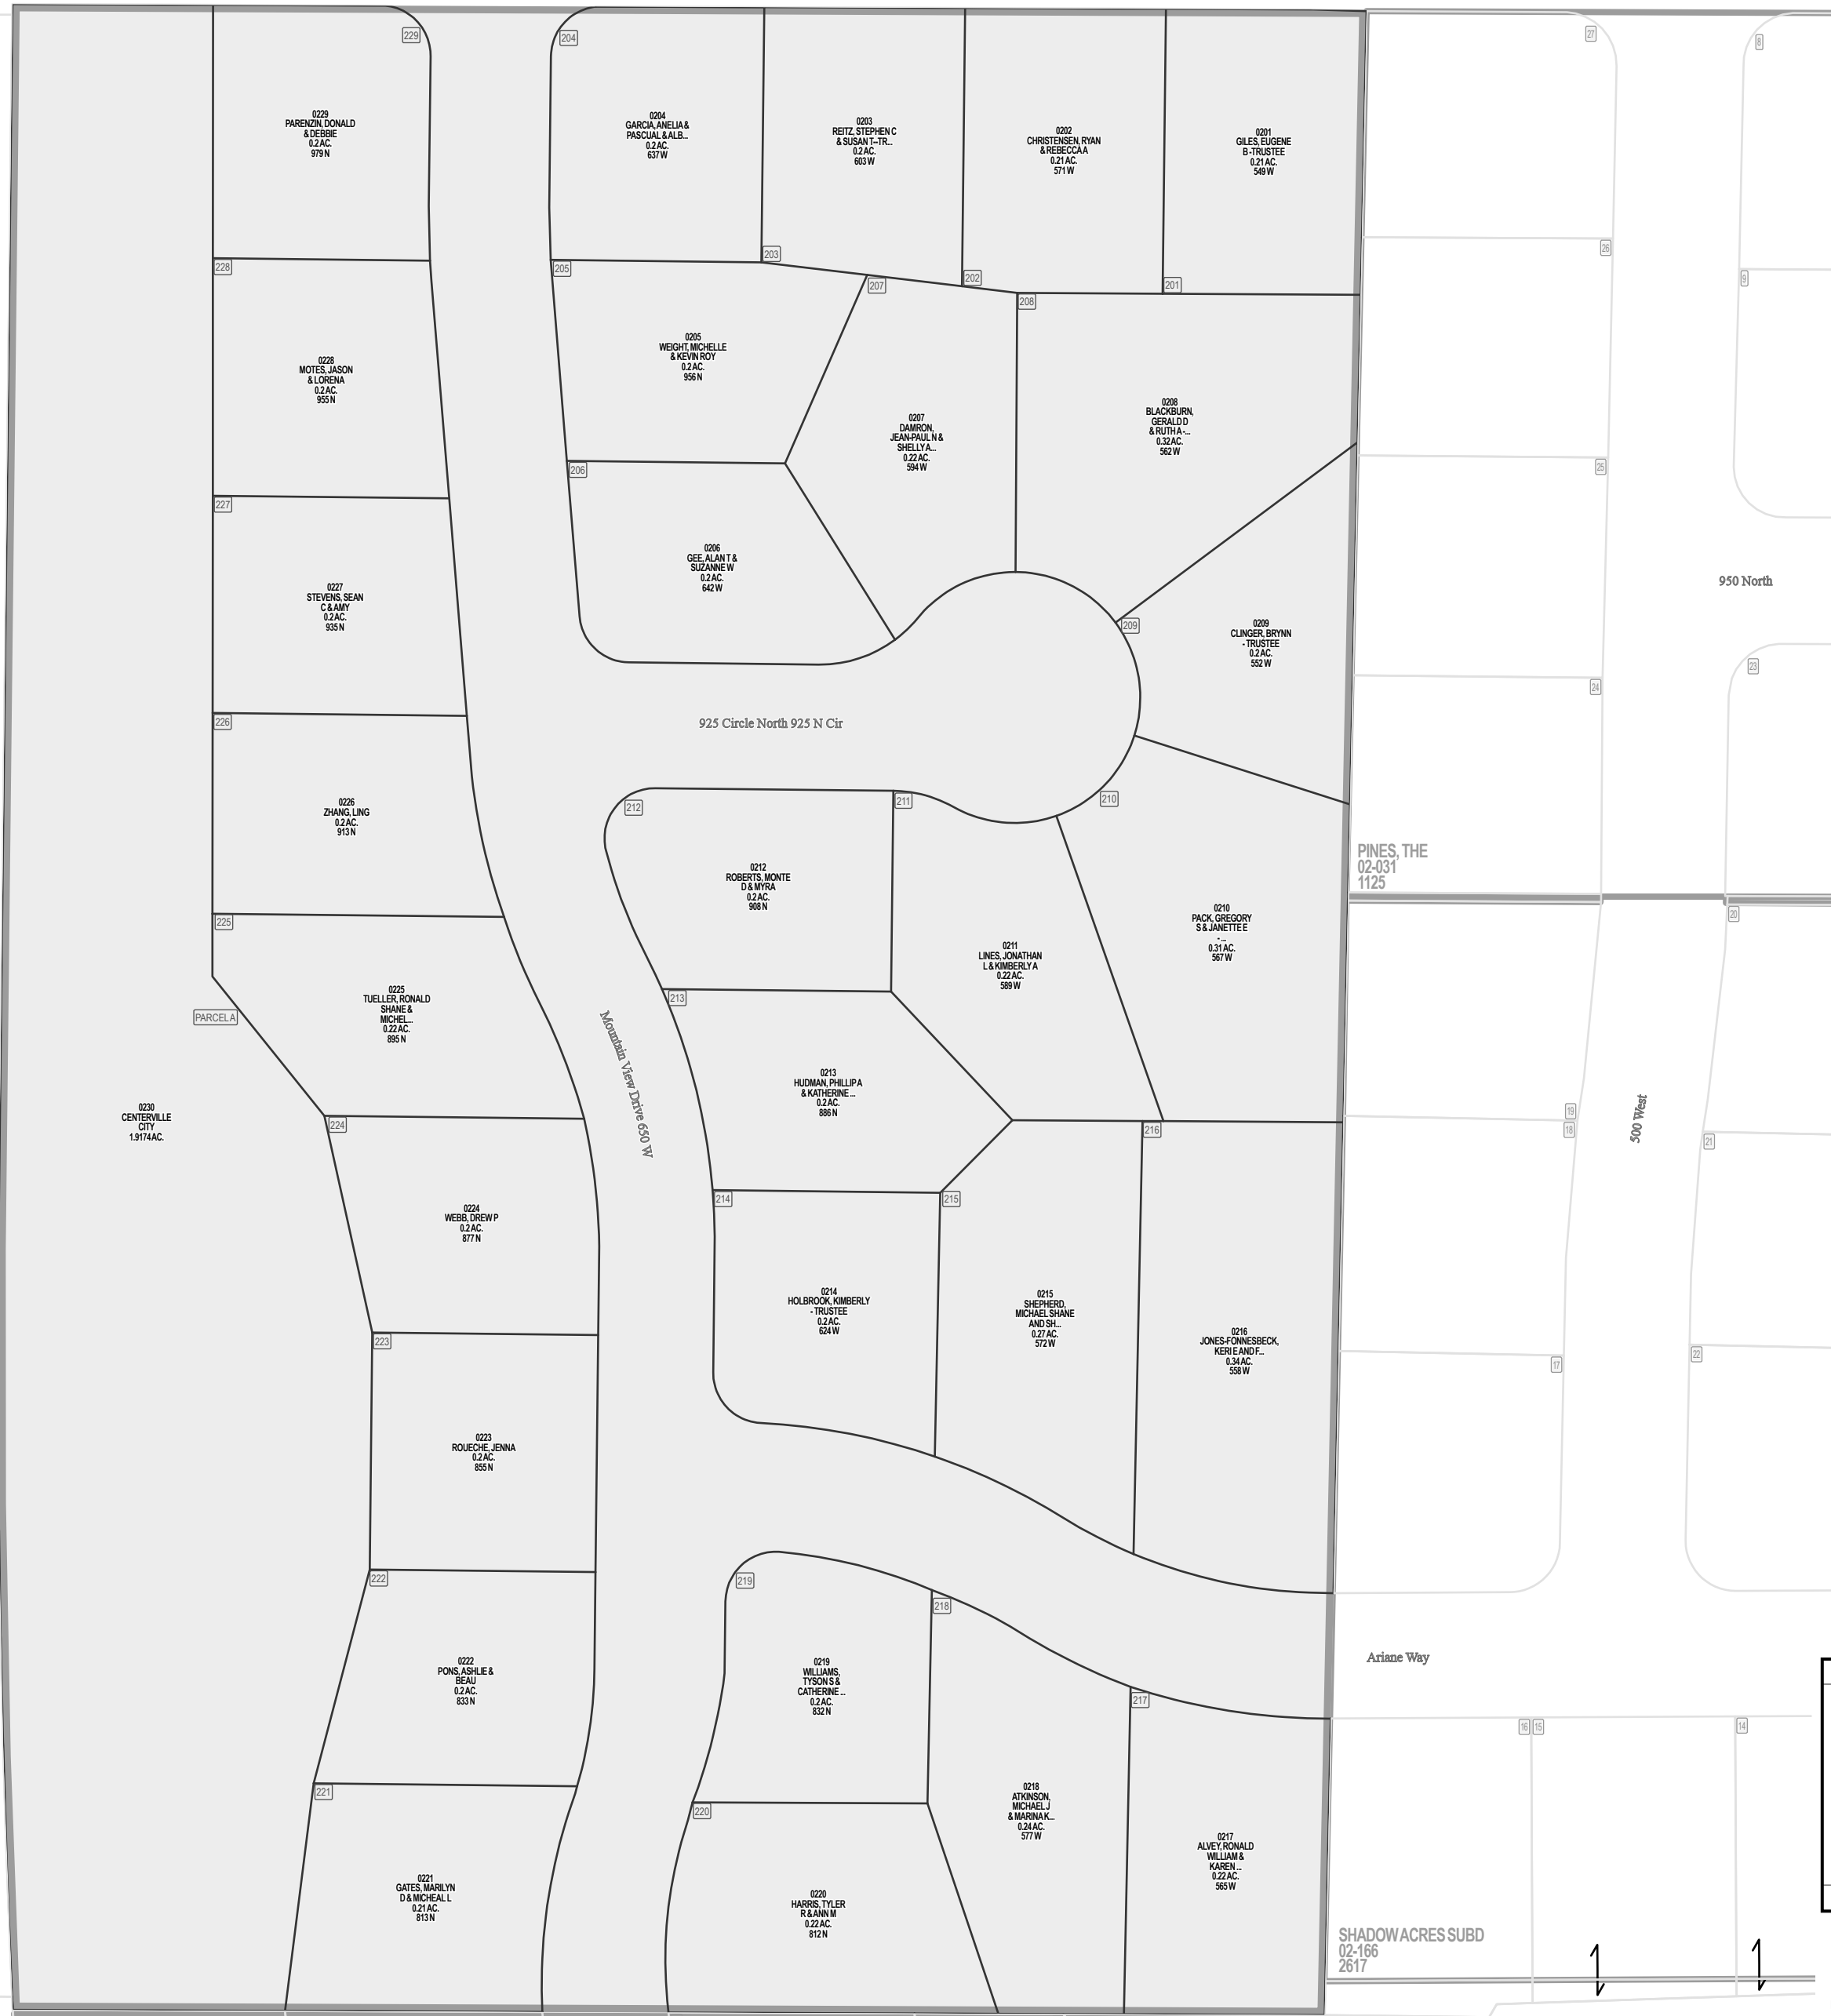 229
204
27
8
0229
PARENZIN, DONALD
& DEBBIE
0.2 AC.
979 N
0204
GARCIA, ANELIA &
PASCUAL & ALB...
0.2 AC.
637 W
0203
REITZ, STEPHEN C
& SUSAN T--TR...
0.2 AC.
603 W
0202
CHRISTENSEN, RYAN
& REBECCA A
0.21 AC.
571 W
0201
GILES, EUGENE
B -TRUSTEE
0.21 AC.
549 W
228
205
203
207
202
208
201
26
9
0228
MOTES, JASON
& LORENA
0.2 AC.
955 N
0205
WEIGHT, MICHELLE
& KEVIN ROY
0.2 AC.
956 N
0207
DAMRON,
JEAN-PAUL N &
SHELLY A...
0.22 AC.
594 W
0208
BLACKBURN,
GERALD D
& RUTH A -...
0.32 AC.
562 W
227
206
25
0227
STEVENS, SEAN
C & AMY
0.2 AC.
935 N
0206
GEE, ALAN T &
SUZANNE W
0.2 AC.
642 W
209
0209
CLINGER, BRYNN
- TRUSTEE
0.2 AC.
552 W
950 North
24
23
226
925 Circle North 925 N Cir
0226
ZHANG, LING
0.2 AC.
913 N
212
211
210
0212
ROBERTS, MONTE
D & MYRA
0.2 AC.
908 N
PINES, THE
02-031
1125
225
0211
LINES, JONATHAN
L & KIMBERLY A
0.22 AC.
589 W
0210
PACK, GREGORY
S & JANETTE E
- ...
0.31 AC.
567 W
20
PARCEL A
0225
TUELLER, RONALD
SHANE &
MICHEL...
0.22 AC.
895 N
213
Mountain View Drive 650 W
0230
CENTERVILLE
CITY
1.9174 AC.
0213
HUDMAN, PHILLIP A
& KATHERINE ...
0.2 AC.
886 N
224
216
19
18
500 West
21
0224
WEBB, DREW P
0.2 AC.
877 N
214
215
0214
HOLBROOK, KIMBERLY
- TRUSTEE
0.2 AC.
624 W
0215
SHEPHERD,
MICHAEL SHANE
AND SH...
0.27 AC.
572 W
0216
JONES-FONNESBECK,
KERI E AND F...
0.34 AC.
558 W
223
17
22
0223
ROUECHE, JENNA
0.2 AC.
855 N
222
219
218
0222
PONS, ASHLIE &
BEAU
0.2 AC.
833 N
0219
WILLIAMS,
TYSON S &
CATHERINE ...
0.2 AC.
832 N
Ariane Way
217
16
15
14
221
220
0218
ATKINSON,
MICHAEL J
& MARINA K...
0.24 AC.
577 W
0217
ALVEY, RONALD
WILLIAM &
KAREN ...
0.22 AC.
565 W
0221
GATES, MARILYN
D & MICHEAL L
0.21 AC.
813 N
0220
HARRIS, TYLER
R & ANN M
0.22 AC.
812 N
SHADOW ACRES SUBD
02-166
2617